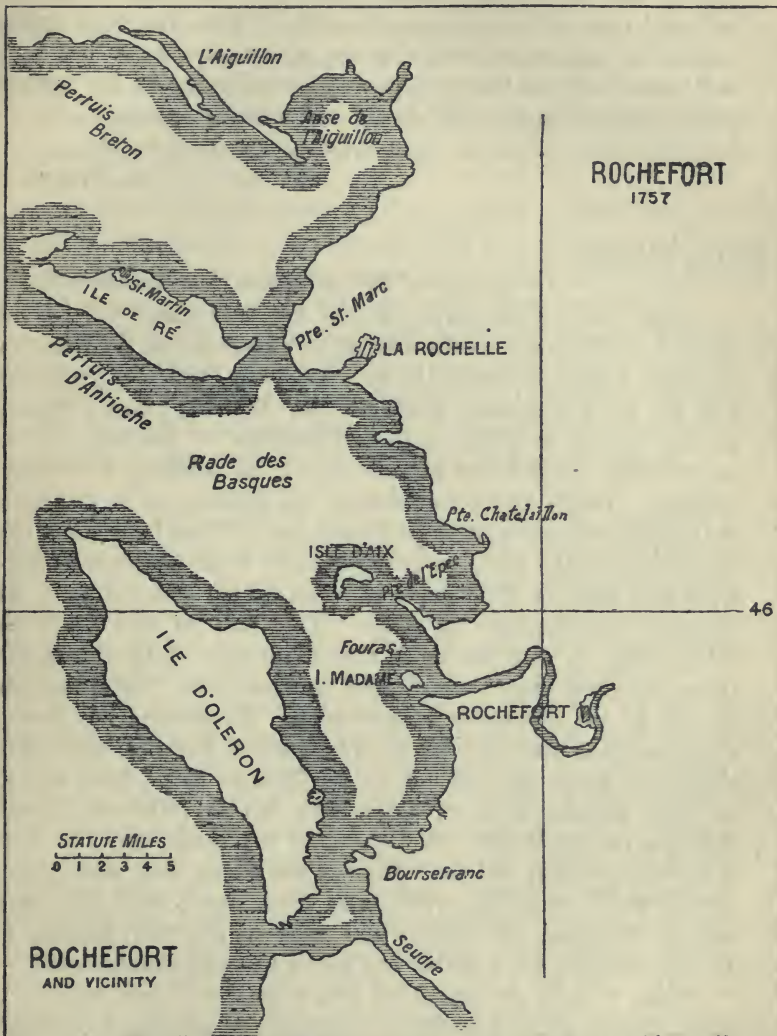 L'Aiguillon
Pertuis
Breton
Anse de
l'Aiguillon
ROCHEFORT
1757
St. Martin
ILE DE RÉ
Pertuis
D'Antioche
Pte. St. Marc
LA ROCHELLE
Rade des
Basques
Pte. Chatelaillon
ISLE D'AIX
Pte de l'Epee
46
Fouras
I. MADAME
ROCHEFORT
ILE D'OLERON
STATUTE MILES
0 1 2 3 4 5
Boursefranc
Seudre
ROCHEFORT
AND VICINITY